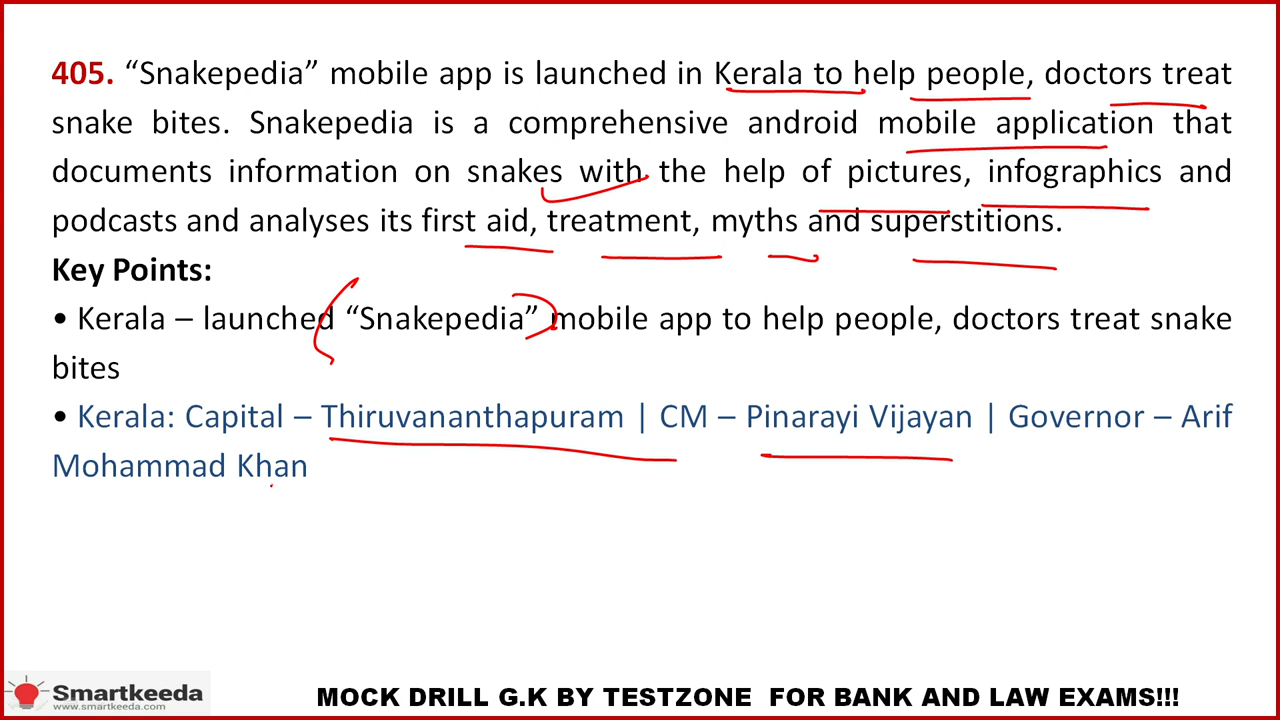 405. “Snakepedia” mobile app is launched in Kerala to help people, doctors treat
snake bites. Snakepedia is a comprehensive android mobile application that
documents information on snakes with the help of pictures, infographics and
podcasts and analyses its first aid, treatment, myths and superstitions.
Key Points:
• Kerala – launched “Snakepedia” mobile app to help people, doctors treat snake
bites
• Kerala: Capital – Thiruvananthapuram | CM – Pinarayi Vijayan | Governor – Arif
Mohammad Khan
Smartkeeda
www.smartkeeda.com
MOCK DRILL G.K BY TESTZONE FOR BANK AND LAW EXAMS!!!